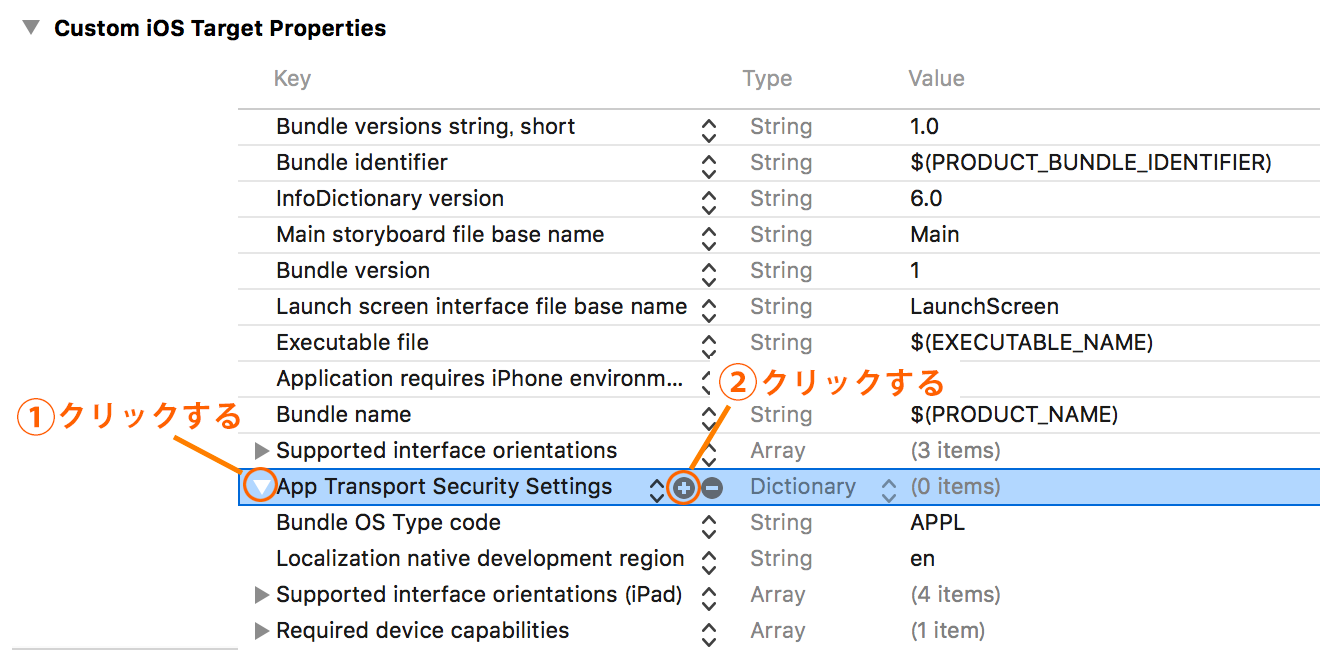 Custom iOS Target Properties
Key Type Value
Bundle versions string, short String 1.0
Bundle identifier String $(PRODUCT_BUNDLE_IDENTIFIER)
InfoDictionary version String 6.0
Main storyboard file base name String Main
Bundle version String 1
Launch screen interface file base name String LaunchScreen
Executable file String $(EXECUTABLE_NAME)
Application requires iPhone environm... ②クリックする
①クリックする
Bundle name String $(PRODUCT_NAME)
Supported interface orientations Array (3 items)
App Transport Security Settings Dictionary (0 items)
Bundle OS Type code String APPL
Localization native development region String en
Supported interface orientations (iPad) Array (4 items)
Required device capabilities Array (1 item)